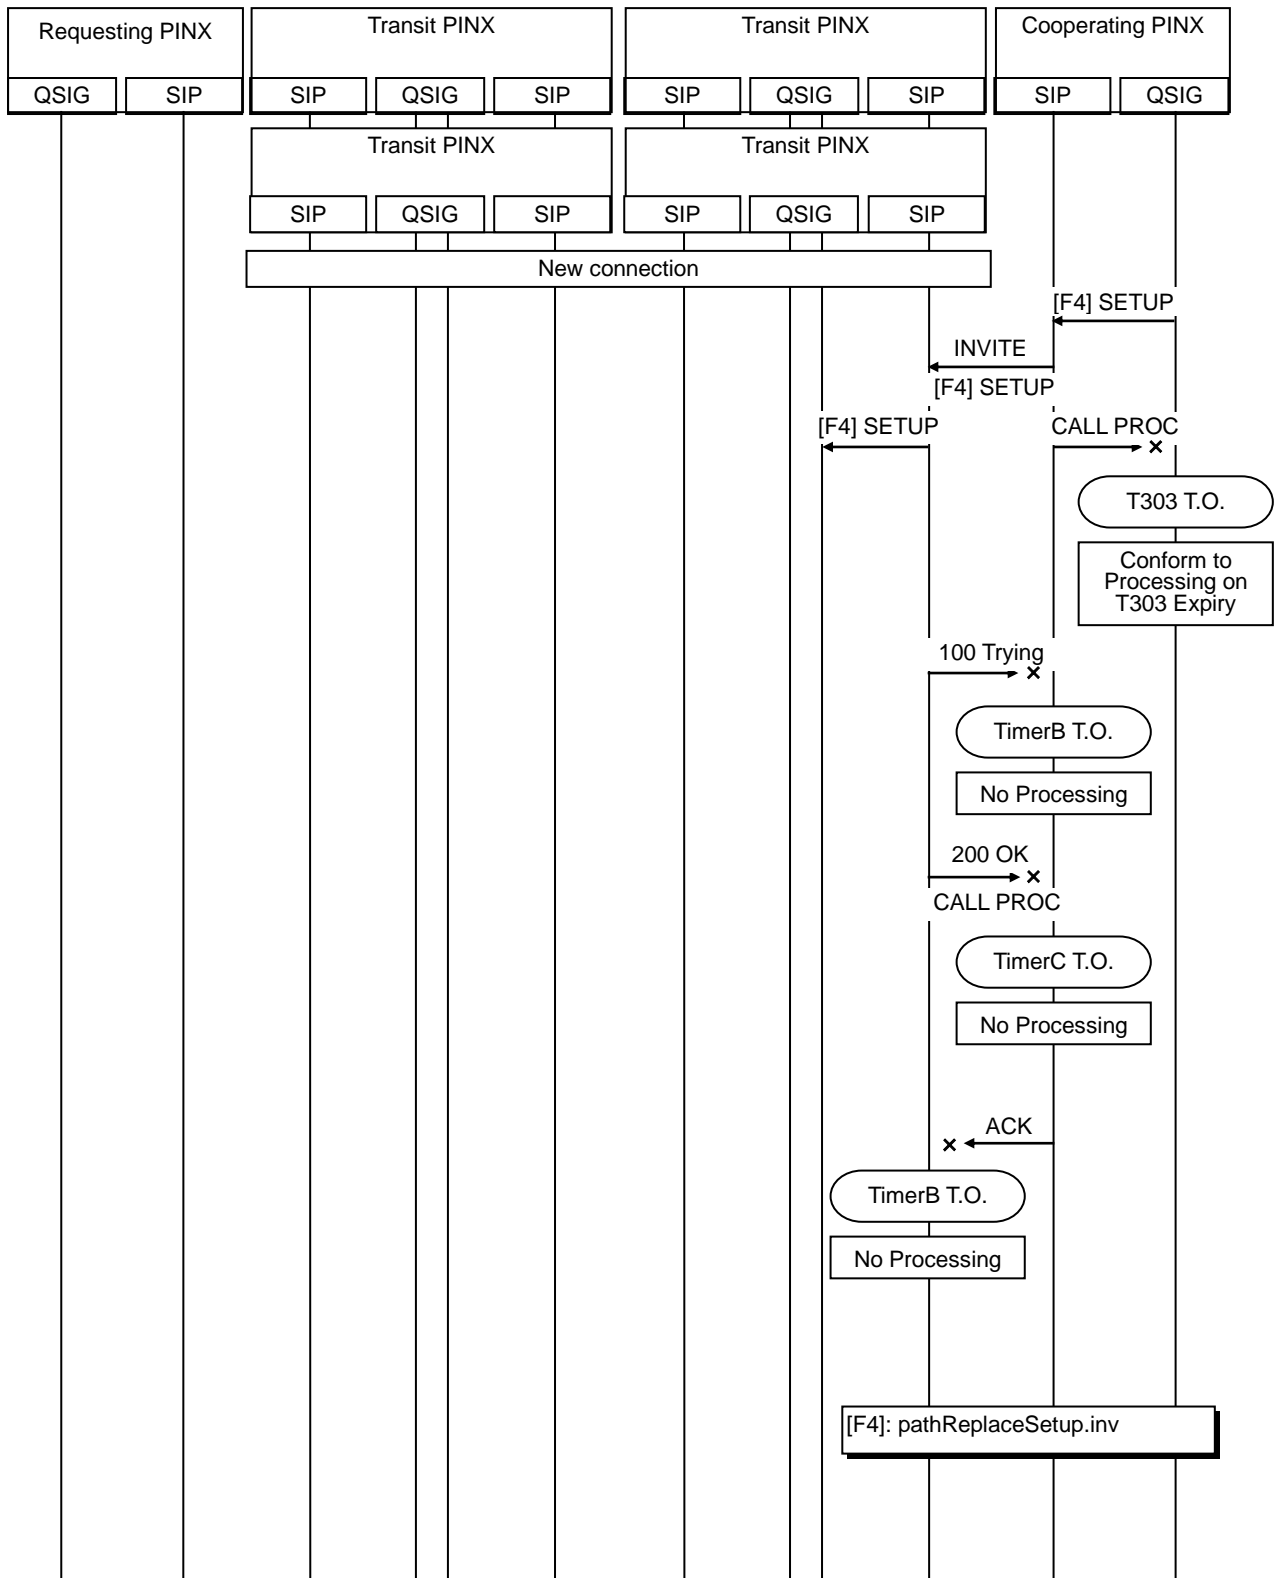 Requesting PINX
Transit PINX
Transit PINX
Cooperating PINX
QSIG
SIP
SIP
QSIG
SIP
SIP
QSIG
SIP
SIP
QSIG
Transit PINX
Transit PINX
SIP
QSIG
SIP
SIP
QSIG
SIP
New connection
[F4] SETUP
INVITE
[F4] SETUP
[F4] SETUP
CALL PROC
T303 T.O.
Conform to
Processing on
T303 Expiry
100 Trying
TimerB T.O.
No Processing
200 OK
CALL PROC
TimerC T.O.
No Processing
ACK
TimerB T.O.
No Processing
[F4]: pathReplaceSetup.inv